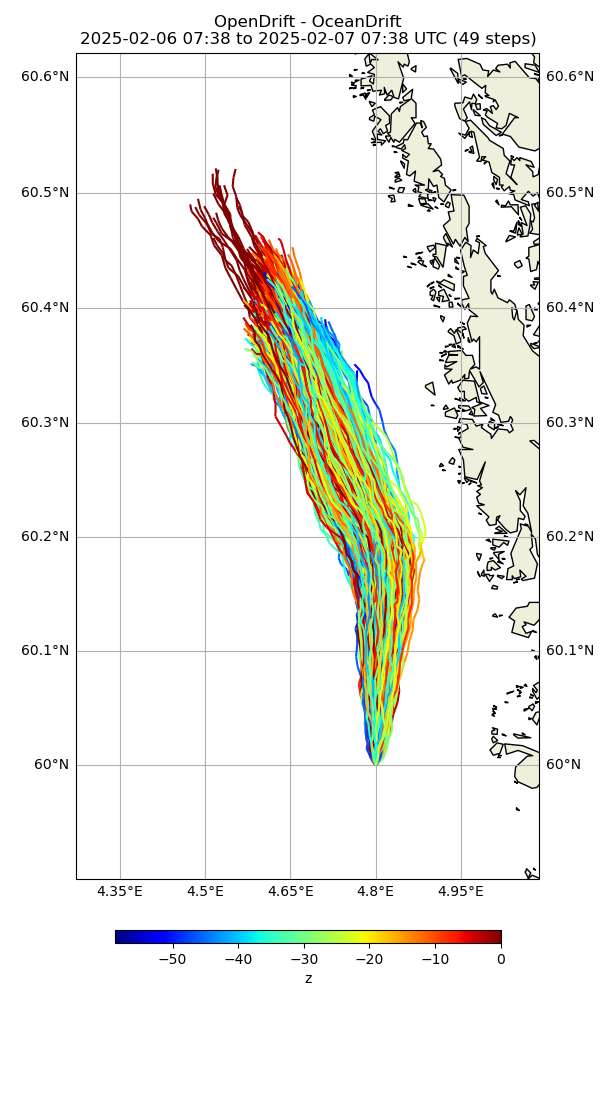 OpenDrift - OceanDrift
2025-02-06 07:38 to 2025-02-07 07:38 UTC (49 steps)
60.6°N 60.6°N
60.5°N 60.5°N
60.4°N 60.4°N
60.3°N 60.3°N
60.2°N 60.2°N
60.1°N 60.1°N
60°N 60°N
4.35°E 4.5°E 4.65°E 4.8°E 4.95°E
−50 −40 −30 −20 −10 0
z